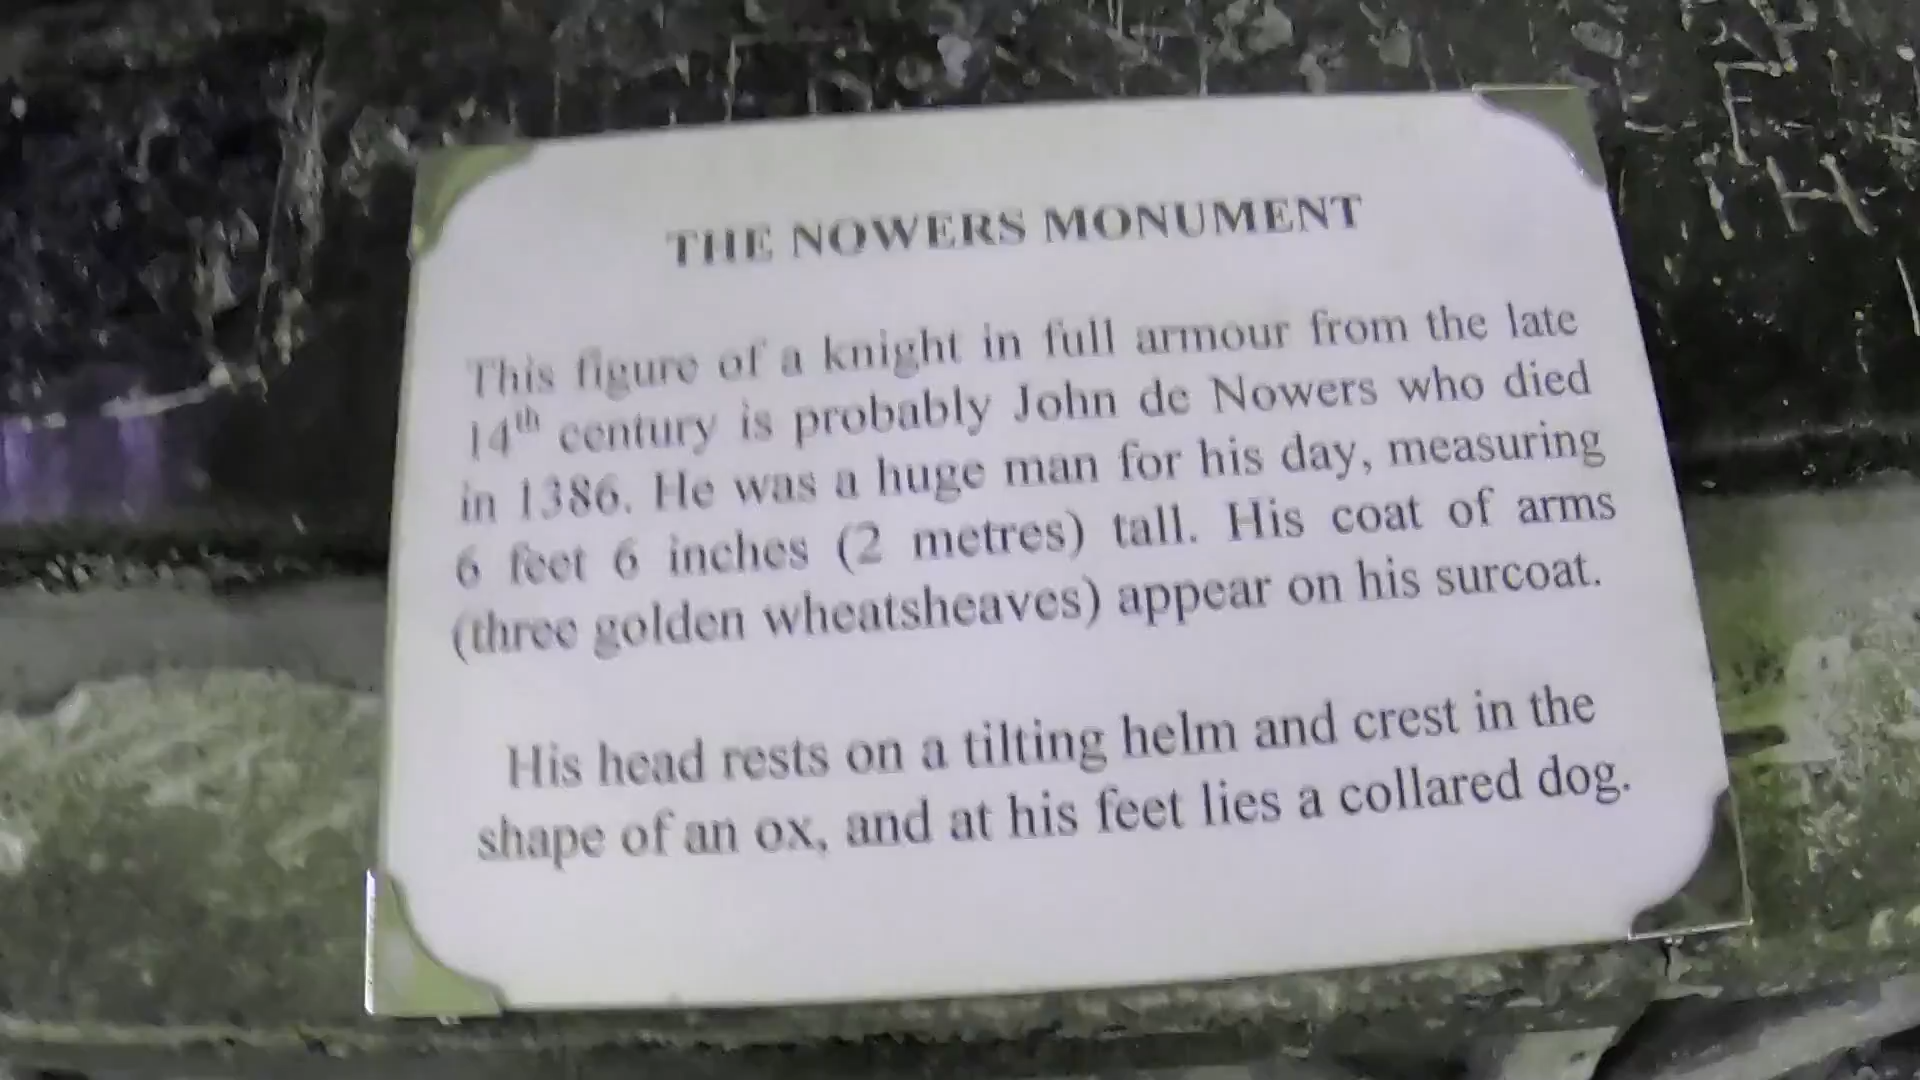 THE NOWERS MONUMENT
This figure of a knight in full armour from the late
14th century is probably John de Nowers who died
in 1386. He was a huge man for his day, measuring
6 feet 6 inches (2 metres) tall. His coat of arms
(three golden wheatsheaves) appear on his surcoat.
His head rests on a tilting helm and crest in the
shape of an ox, and at his feet lies a collared dog.